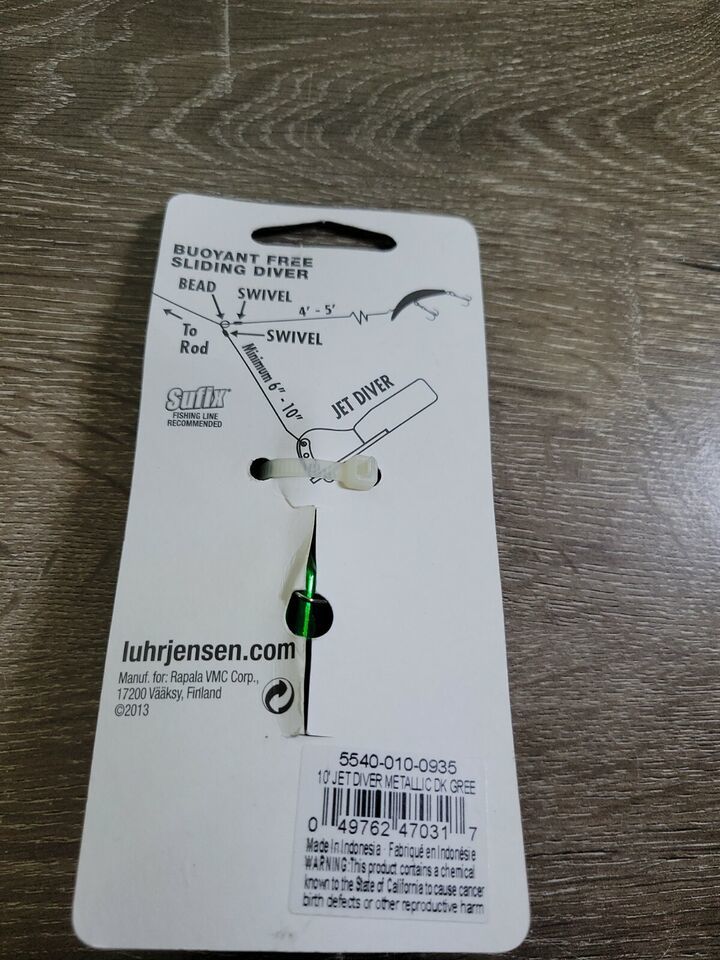 BUOYANT FREE
SLIDING DIVER
BEAD
SWIVEL
4' - 5'
To
Rod
SWIVEL
Minimum 6" - 10"
JET DIVER
Sufix
FISHING LINE
RECOMMENDED
luhrjensen.com
Manuf. for: Rapala VMC Corp.,
17200 Vääksy, Finland
©2013
5540-010-0935
10' JET DIVER METALLIC DK GREE
0 49762 47031 7
Made In Indonesia - Fabriqué en Indonésie
WARNING: This product contains a chemical
known to the State of California to cause cancer
birth defects or other reproductive harm